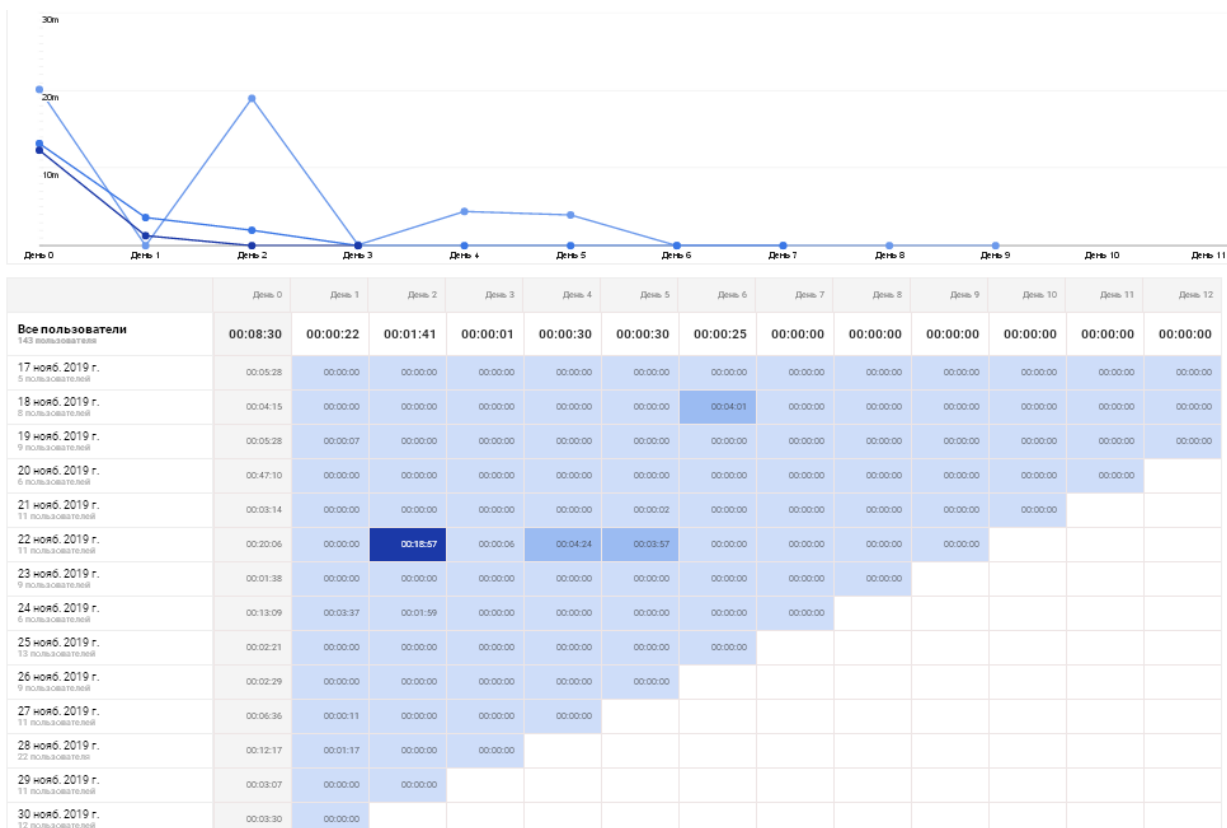 30m
20m
10m
День 0 День 1 День 2 День 3 День 4 День 5 День 6 День 7 День 8 День 9 День 10 День 11
День 0 День 1 День 2 День 3 День 4 День 5 День 6 День 7 День 8 День 9 День 10 День 11 День 12
Все пользователи 00:08:30 00:00:22 00:01:41 00:00:01 00:00:30 00:00:30 00:00:25 00:00:00 00:00:00 00:00:00 00:00:00 00:00:00 00:00:00
143 пользователя
17 нояб. 2019 г. 00:05:28 00:00:00 00:00:00 00:00:00 00:00:00 00:00:00 00:00:00 00:00:00 00:00:00 00:00:00 00:00:00 00:00:00 00:00:00
5 пользователей
18 нояб. 2019 г. 00:04:15 00:00:00 00:00:00 00:00:00 00:00:00 00:00:00 00:04:01 00:00:00 00:00:00 00:00:00 00:00:00 00:00:00 00:00:00
8 пользователей
19 нояб. 2019 г. 00:05:28 00:00:07 00:00:00 00:00:00 00:00:00 00:00:00 00:00:00 00:00:00 00:00:00 00:00:00 00:00:00 00:00:00 00:00:00
9 пользователей
20 нояб. 2019 г. 00:47:10 00:00:00 00:00:00 00:00:00 00:00:00 00:00:00 00:00:00 00:00:00 00:00:00 00:00:00 00:00:00 00:00:00
6 пользователей
21 нояб. 2019 г. 00:03:14 00:00:00 00:00:00 00:00:00 00:00:00 00:00:02 00:00:00 00:00:00 00:00:00 00:00:00 00:00:00
11 пользователей
22 нояб. 2019 г. 00:20:06 00:00:00 00:18:57 00:00:06 00:04:24 00:03:57 00:00:00 00:00:00 00:00:00 00:00:00
11 пользователей
23 нояб. 2019 г. 00:01:38 00:00:00 00:00:00 00:00:00 00:00:00 00:00:00 00:00:00 00:00:00 00:00:00
9 пользователей
24 нояб. 2019 г. 00:13:09 00:03:37 00:01:59 00:00:00 00:00:00 00:00:00 00:00:00 00:00:00
6 пользователей
25 нояб. 2019 г. 00:02:21 00:00:00 00:00:00 00:00:00 00:00:00 00:00:00 00:00:00
13 пользователей
26 нояб. 2019 г. 00:02:29 00:00:00 00:00:00 00:00:00 00:00:00 00:00:00
9 пользователей
27 нояб. 2019 г. 00:06:36 00:00:11 00:00:00 00:00:00 00:00:00
11 пользователей
28 нояб. 2019 г. 00:12:17 00:01:17 00:00:00 00:00:00
22 пользователя
29 нояб. 2019 г. 00:03:07 00:00:00 00:00:00
11 пользователей
30 нояб. 2019 г. 00:03:30 00:00:00
12 пользователей